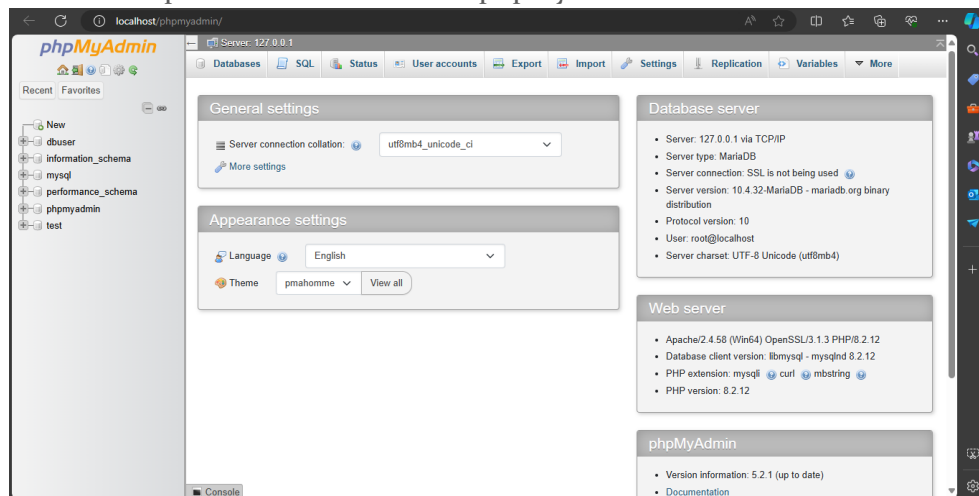 localhost/phpmyadmin/
phpMyAdmin
Recent Favorites
New
dbuser
information_schema
mysql
performance_schema
phpmyadmin
test
Server: 127.0.0.1
Databases SQL Status User accounts Export Import Settings Replication Variables More
General settings
Server connection collation: utf8mb4_unicode_ci
More settings
Appearance settings
Language English
Theme pmahomme View all
Database server
Server: 127.0.0.1 via TCP/IP
Server type: MariaDB
Server connection: SSL is not being used
Server version: 10.4.32-MariaDB - mariadb.org binary
distribution
Protocol version: 10
User: root@localhost
Server charset: UTF-8 Unicode (utf8mb4)
Web server
Apache/2.4.58 (Win64) OpenSSL/3.1.3 PHP/8.2.12
Database client version: libmysql - mysqlnd 8.2.12
PHP extension: mysqli curl mbstring
PHP version: 8.2.12
phpMyAdmin
Version information: 5.2.1 (up to date)
Documentation
Console